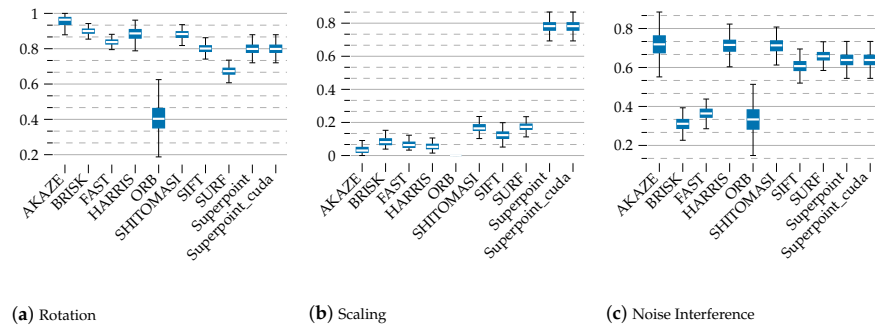 1
0.8
0.6
0.4
0.2
AKAZE
BRISK
FAST
HARRIS
ORB
SHITOMASI
SIFT
SURF
Superpoint
Superpoint_cuda
(a) Rotation
0.8
0.6
0.4
0.2
0
AKAZE
BRISK
FAST
HARRIS
ORB
SHITOMASI
SIFT
SURF
Superpoint
Superpoint_cuda
(b) Scaling
0.8
0.6
0.4
0.2
AKAZE
BRISK
FAST
HARRIS
ORB
SHITOMASI
SIFT
SURF
Superpoint
Superpoint_cuda
(c) Noise Interference